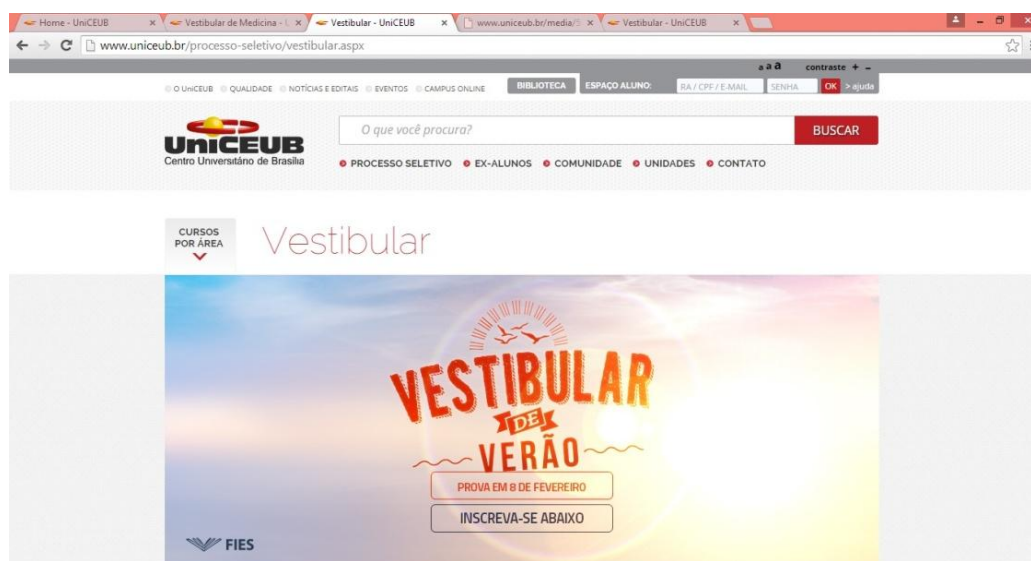 Home - UniCEUB
Vestibular de Medicina - U
Vestibular - UniCEUB
www.uniceub.br/media/5
Vestibular - UniCEUB
www.uniceub.br/processo-seletivo/vestibular.aspx
a a a contraste + -
O UniCEUB QUALIDADE NOTÍCIAS E EDITAIS EVENTOS CAMPUS ONLINE BIBLIOTECA ESPAÇO ALUNO: RA / CPF / E-MAIL SENHA OK > ajuda
UniCEUB
Centro Universitário de Brasília
O que você procura? BUSCAR
PROCESSO SELETIVO EX-ALUNOS COMUNIDADE UNIDADES CONTATO
CURSOS
POR ÁREA
Vestibular
VESTIBULAR
DE
VERÃO
PROVA EM 8 DE FEVEREIRO
INSCREVA-SE ABAIXO
FIES